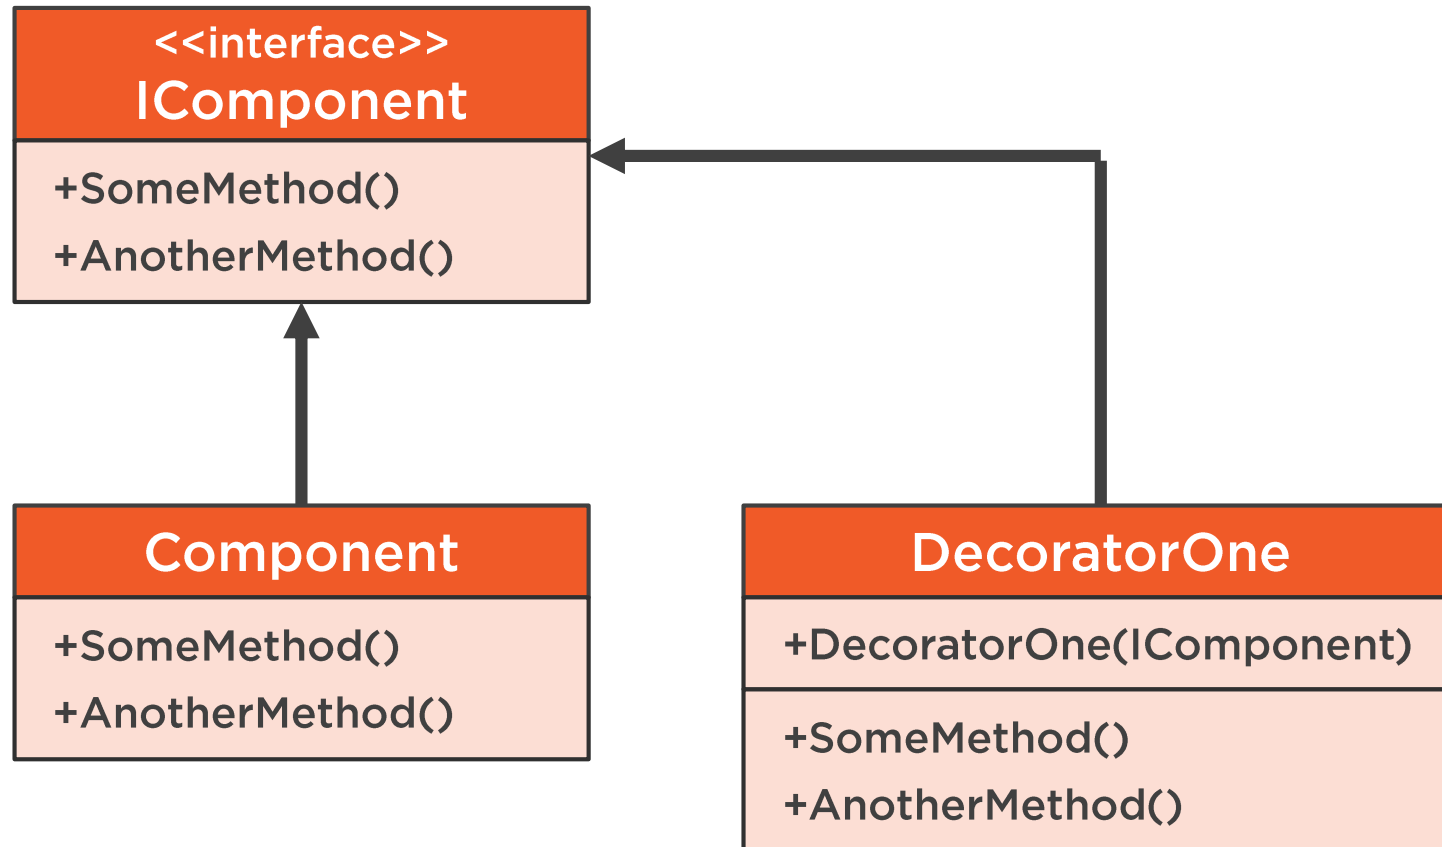 <<interface>>
IComponent
+SomeMethod()
+AnotherMethod()
Component
+SomeMethod()
+AnotherMethod()
DecoratorOne
+DecoratorOne(IComponent)
+SomeMethod()
+AnotherMethod()